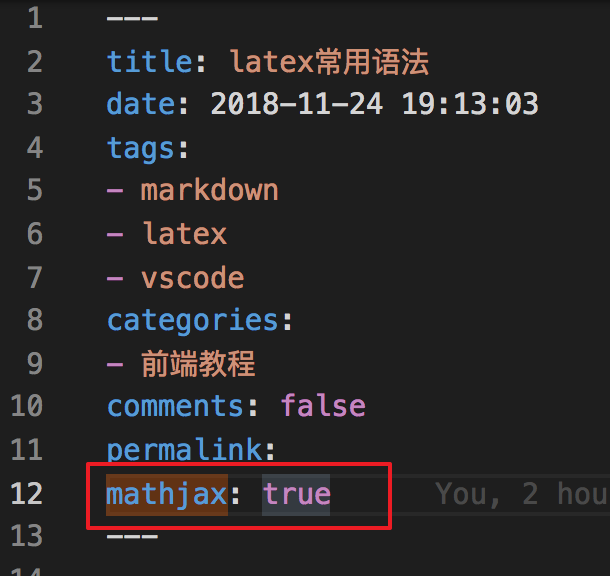 1 ---
2 title: latex常用语法
3 date: 2018-11-24 19:13:03
4 tags:
5 - markdown
6 - latex
7 - vscode
8 categories:
9 - 前端教程
10 comments: false
11 permalink:
12 mathjax: true You, 2 hou
13 ---
14